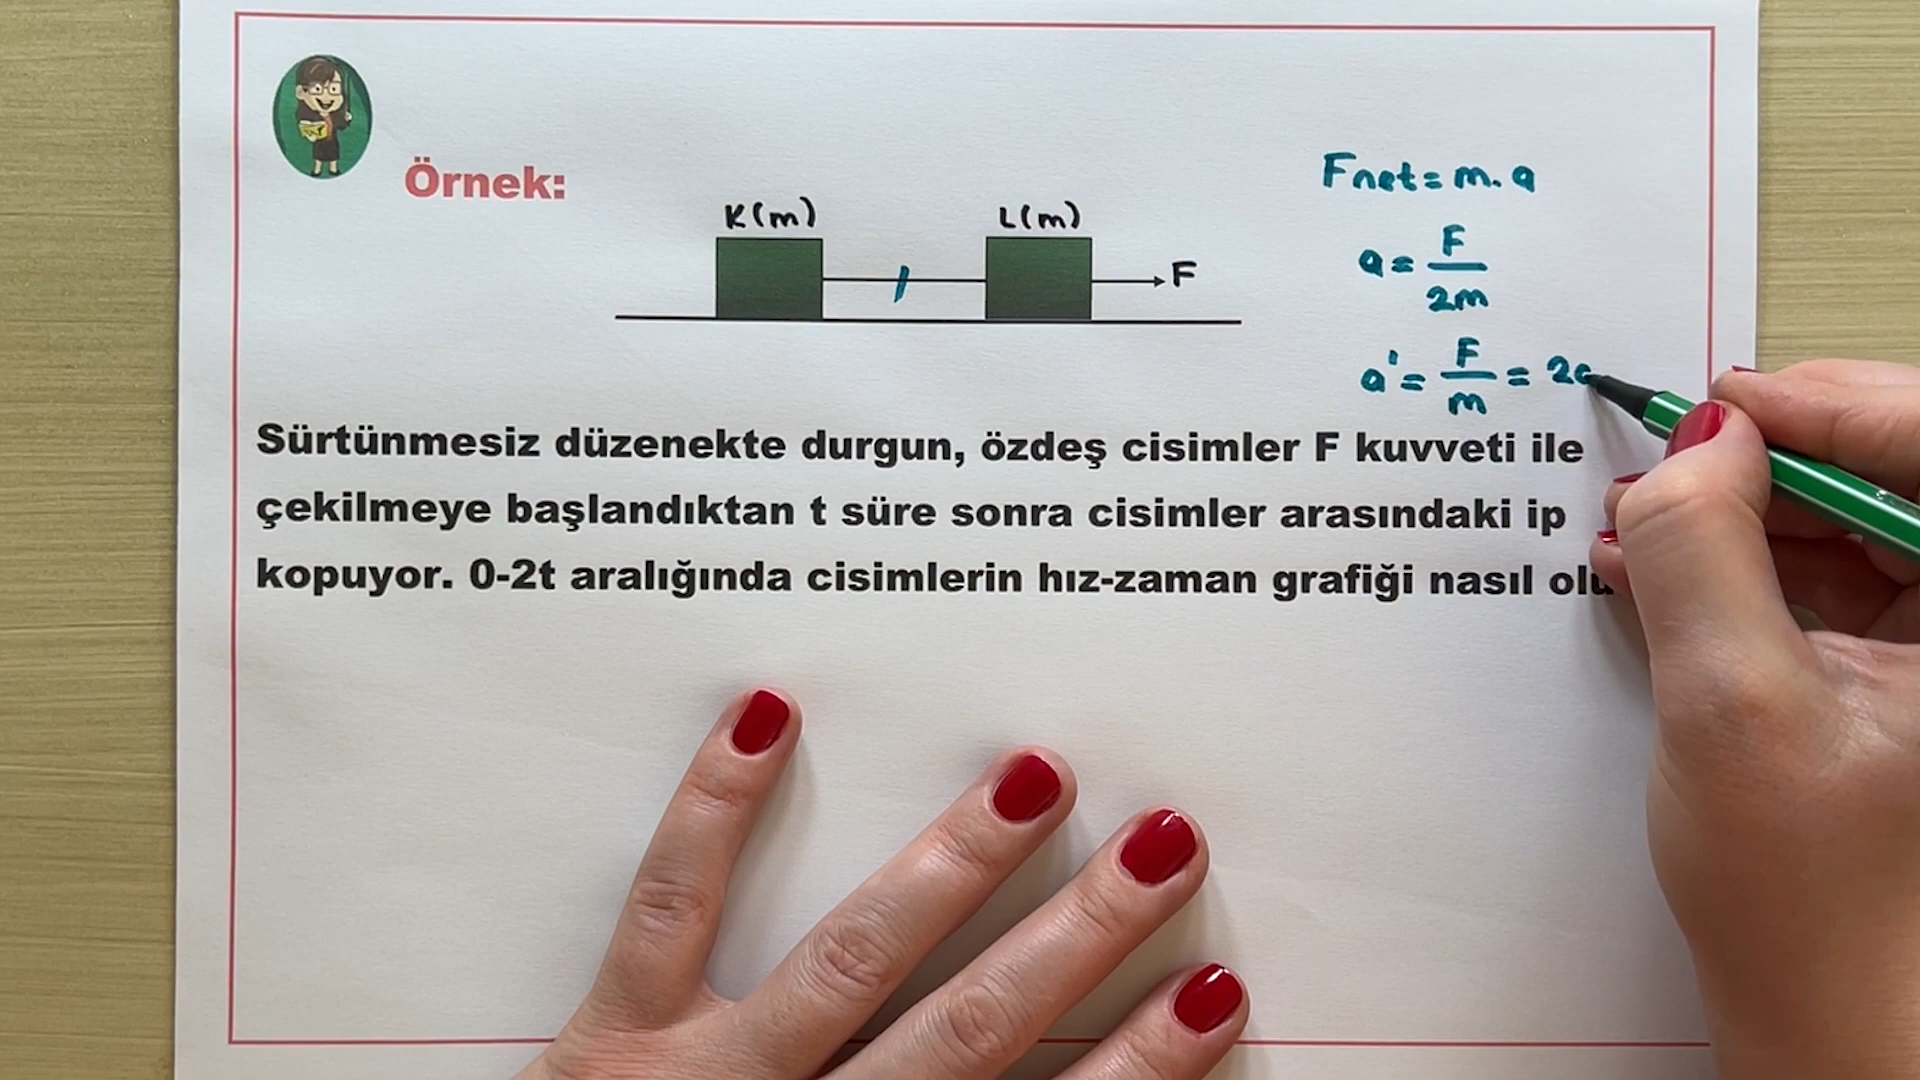 Örnek:
K(m)
L(m)
F
Fnet = m.a
a = F/2m
a' = F/m = 2a
Sürtünmesiz düzenekte durgun, özdeş cisimler F kuvveti ile
çekilmeye başlandıktan t süre sonra cisimler arasındaki ip
kopuyor. 0-2t aralığında cisimlerin hız-zaman grafiği nasıl